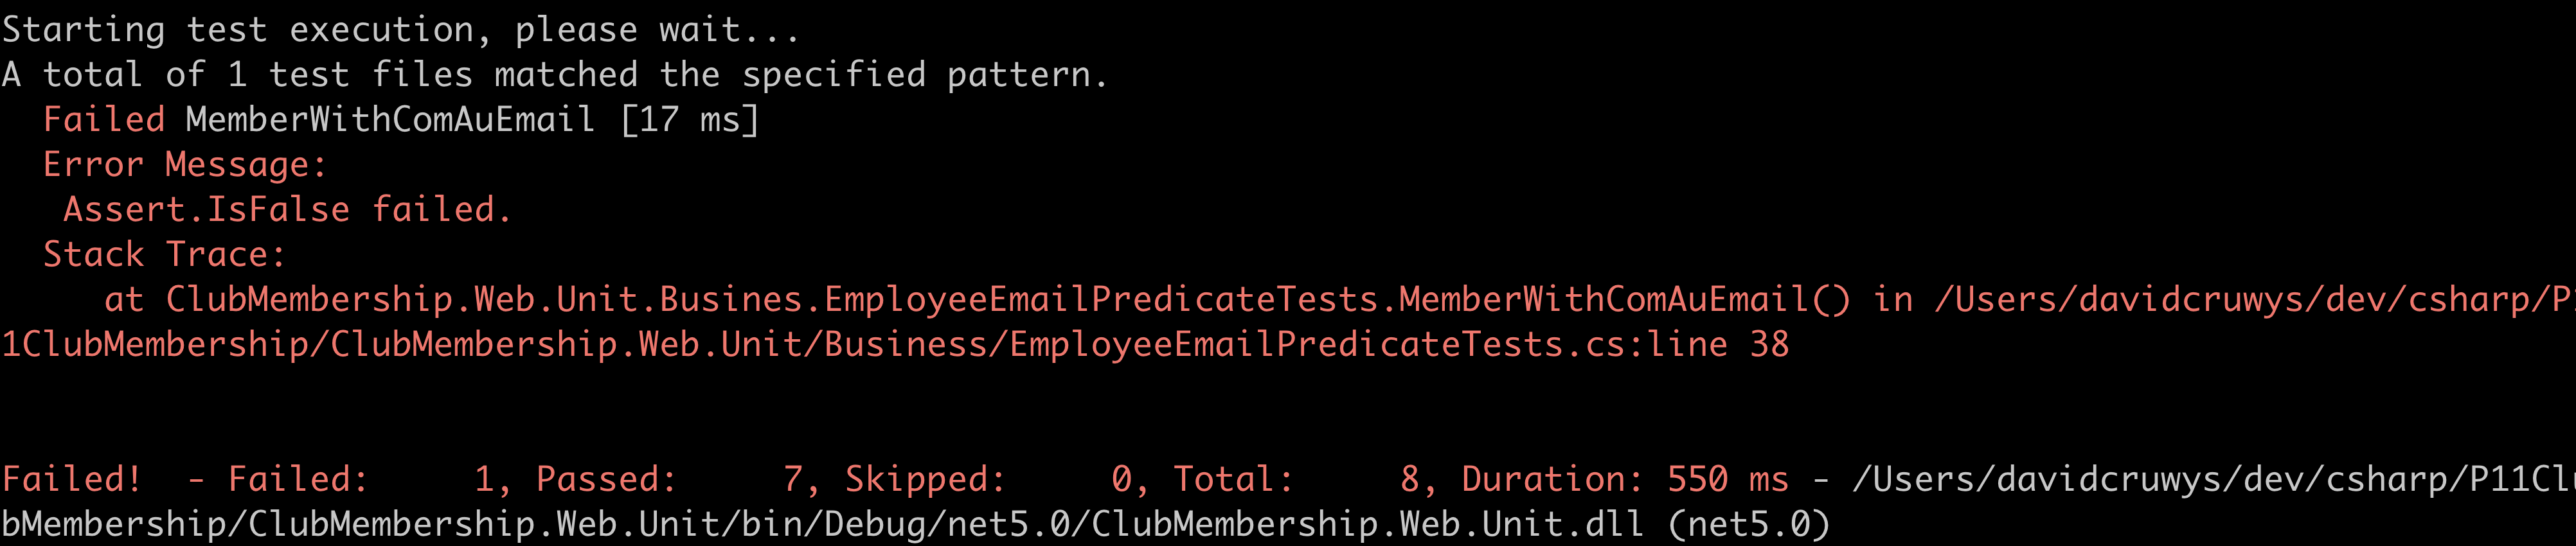 Starting test execution, please wait...
A total of 1 test files matched the specified pattern.
Failed MemberWithComAuEmail [17 ms]
Error Message:
Assert.IsFalse failed.
Stack Trace:
at ClubMembership.Web.Unit.Busines.EmployeeEmailPredicateTests.MemberWithComAuEmail() in /Users/davidcruwys/dev/csharp/P1
1ClubMembership/ClubMembership.Web.Unit/Business/EmployeeEmailPredicateTests.cs:line 38
Failed!  - Failed:     1, Passed:     7, Skipped:     0, Total:     8, Duration: 550 ms - /Users/davidcruwys/dev/csharp/P11Clu
bMembership/ClubMembership.Web.Unit/bin/Debug/net5.0/ClubMembership.Web.Unit.dll (net5.0)